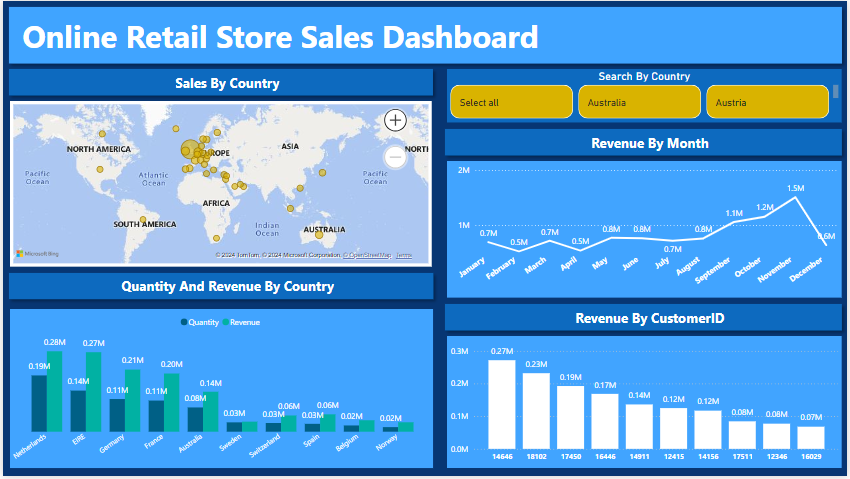 Online Retail Store Sales Dashboard
Sales By Country
NORTH AMERICA
EUROPE
ASIA
NORT
Pacific Ocean
Atlantic Ocean
Pacific Ocean
AFRICA
SOUTH AMERICA
Indian Ocean
AUSTRALIA
Microsoft Bing
© 2024 TomTom, © 2024 Microsoft Corporation, © OpenStreetMap Terms
Search By Country
Select all
Australia
Austria
Revenue By Month
2M
1M
0.7M
0.5M
0.7M
0.5M
0.8M
0.8M
0.7M
0.8M
1.1M
1.2M
1.5M
0.6M
January
February
March
April
May
June
July
August
September
October
November
December
Quantity And Revenue By Country
Quantity Revenue
0.19M
0.28M
0.14M
0.27M
0.11M
0.21M
0.11M
0.20M
0.08M
0.14M
0.03M
0.03M
0.06M
0.03M
0.06M
0.02M
0.02M
Netherlands
EIRE
Germany
France
Australia
Sweden
Switzerland
Spain
Belgium
Norway
Revenue By CustomerID
0.3M
0.2M
0.1M
0.0M
0.27M
0.23M
0.19M
0.17M
0.14M
0.12M
0.12M
0.08M
0.08M
0.07M
14646
18102
17450
16446
14911
12415
14156
17511
12346
16029